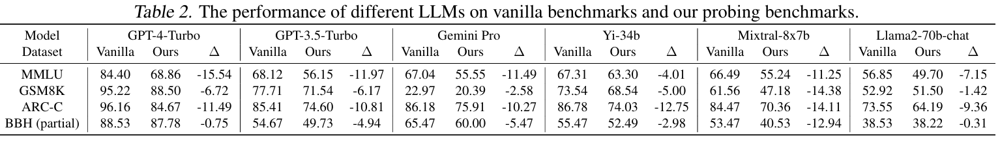 Table 2. The performance of different LLMs on vanilla benchmarks and our probing benchmarks.
Model GPT-4-Turbo GPT-3.5-Turbo Gemini Pro Yi-34b Mixtral-8x7b Llama2-70b-chat
Dataset Vanilla Ours Δ Vanilla Ours Δ Vanilla Ours Δ Vanilla Ours Δ Vanilla Ours Δ Vanilla Ours Δ
MMLU 84.40 68.86 -15.54 68.12 56.15 -11.97 67.04 55.55 -11.49 67.31 63.30 -4.01 66.49 55.24 -11.25 56.85 49.70 -7.15
GSM8K 95.22 88.50 -6.72 77.71 71.54 -6.17 22.97 20.39 -2.58 73.54 68.54 -5.00 61.56 47.18 -14.38 52.92 51.50 -1.42
ARC-C 96.16 84.67 -11.49 85.41 74.60 -10.81 86.18 75.91 -10.27 86.78 74.03 -12.75 84.47 70.36 -14.11 73.55 64.19 -9.36
BBH (partial) 88.53 87.78 -0.75 54.67 49.73 -4.94 65.47 60.00 -5.47 55.47 52.49 -2.98 53.47 40.53 -12.94 38.53 38.22 -0.31